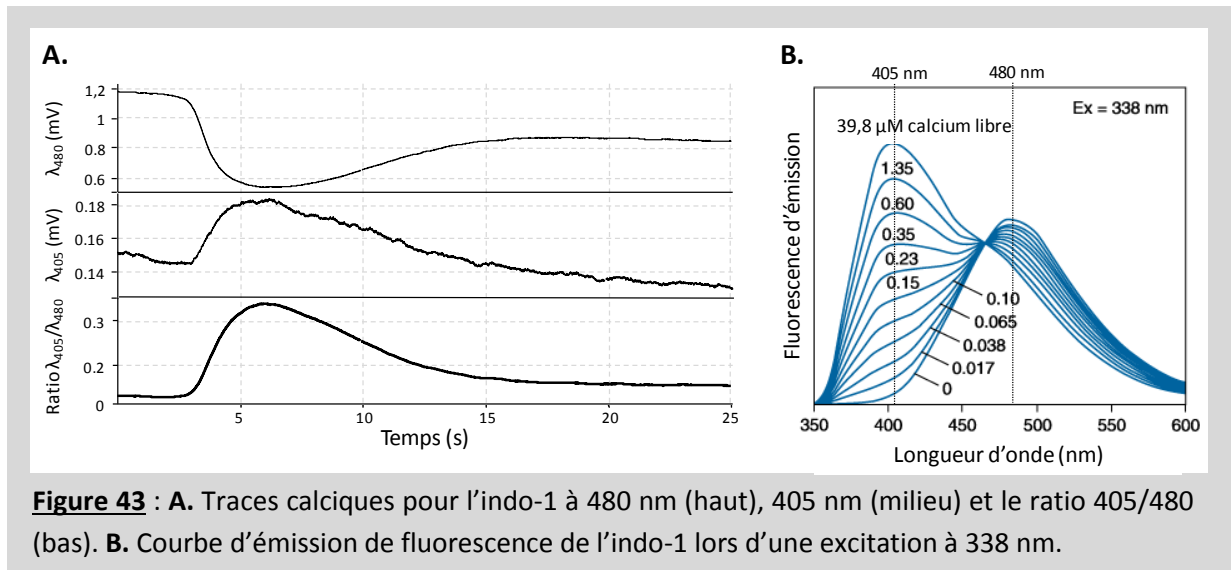 A.
1,2
1
0.8
0.6
λ480 (mV)
0.18
0.16
0.14
λ405 (mV)
0.3
0.2
0
Ratio λ405/λ480
5
10
15
20
25
Temps (s)
B.
405 nm
480 nm
Ex = 338 nm
39,8 µM calcium libre
1.35
0.60
0.35
0.23
0.15
0.10
0.065
0.038
0.017
0
Fluorescence d’émission
350
400
450
500
550
600
Longueur d’onde (nm)
Figure 43 : A. Traces calciques pour l’indo-1 à 480 nm (haut), 405 nm (milieu) et le ratio 405/480
(bas). B. Courbe d’émission de fluorescence de l’indo-1 lors d’une excitation à 338 nm.